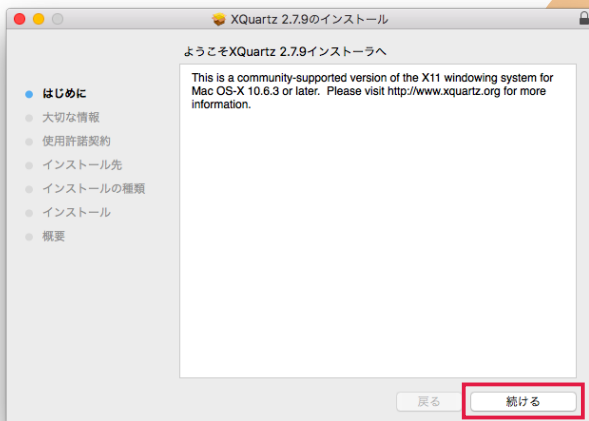 XQuartz 2.7.9のインストール
ようこそXQuartz 2.7.9インストーラへ
はじめに
大切な情報
使用許諾契約
インストール先
インストールの種類
インストール
概要
This is a community-supported version of the X11 windowing system for
Mac OS-X 10.6.3 or later.  Please visit http://www.xquartz.org for more
information.
戻る
続ける